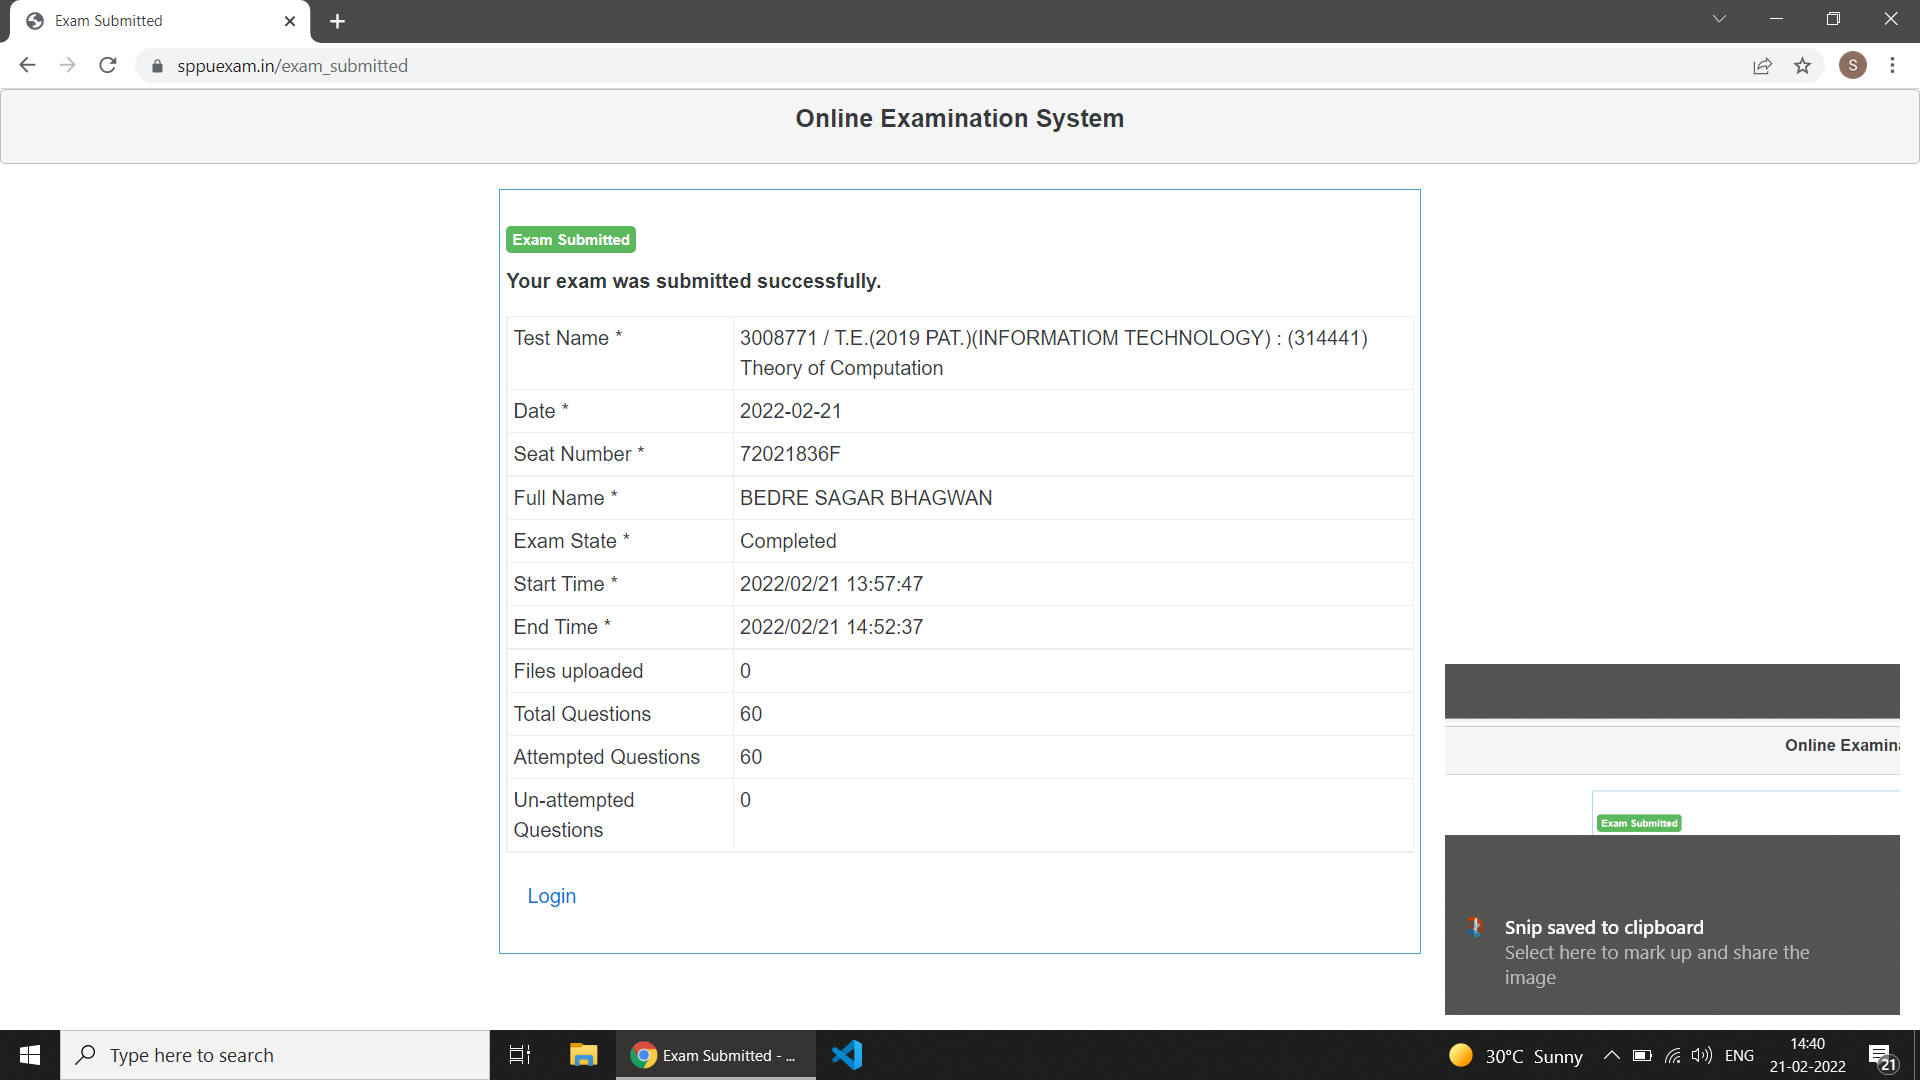 Exam Submitted
sppuexam.in/exam_submitted
S
Online Examination System
Exam Submitted
Your exam was submitted successfully.
Test Name * 3008771 / T.E.(2019 PAT.)(INFORMATIOM TECHNOLOGY) : (314441)
Theory of Computation
Date * 2022-02-21
Seat Number * 72021836F
Full Name * BEDRE SAGAR BHAGWAN
Exam State * Completed
Start Time * 2022/02/21 13:57:47
End Time * 2022/02/21 14:52:37
Files uploaded 0
Total Questions 60
Attempted Questions 60
Un-attempted 0
Questions
Login
Online Examina
Exam Submitted
Snip saved to clipboard
Select here to mark up and share the
image
Type here to search
Exam Submitted - ...
30°C Sunny
ENG
14:40
21-02-2022
21